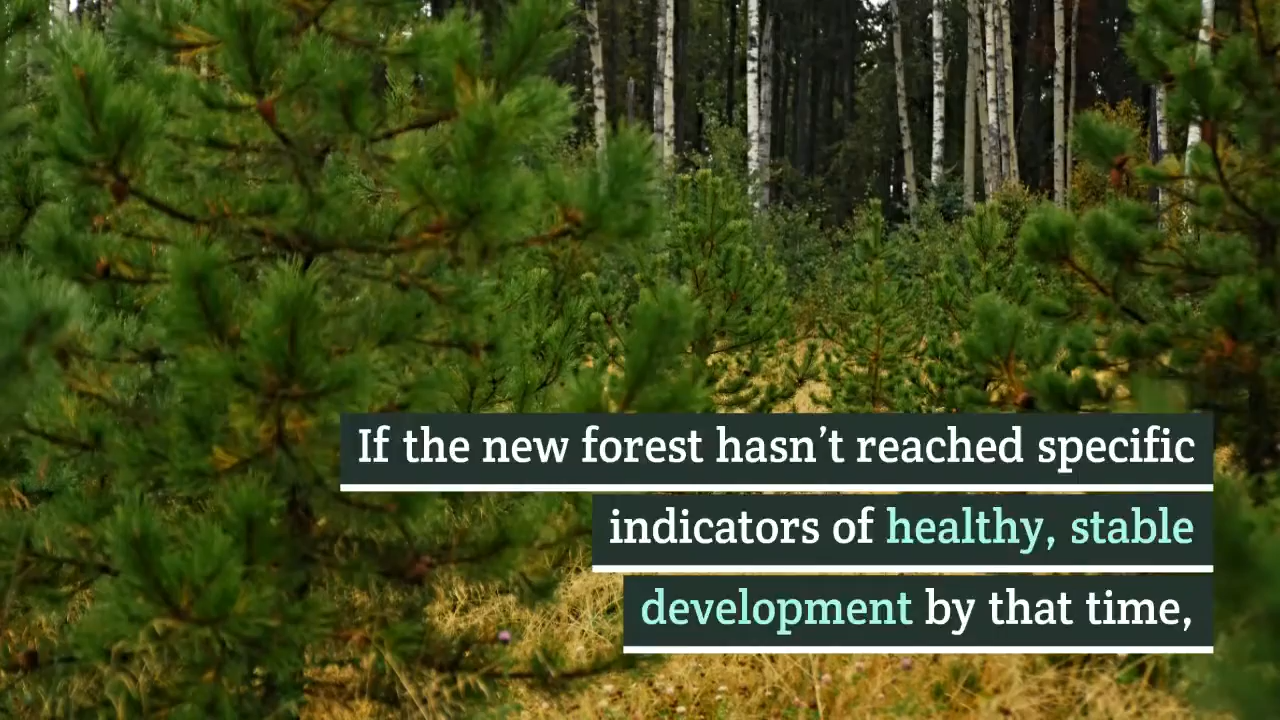 If the new forest hasn’t reached specific
indicators of healthy, stable
development by that time,